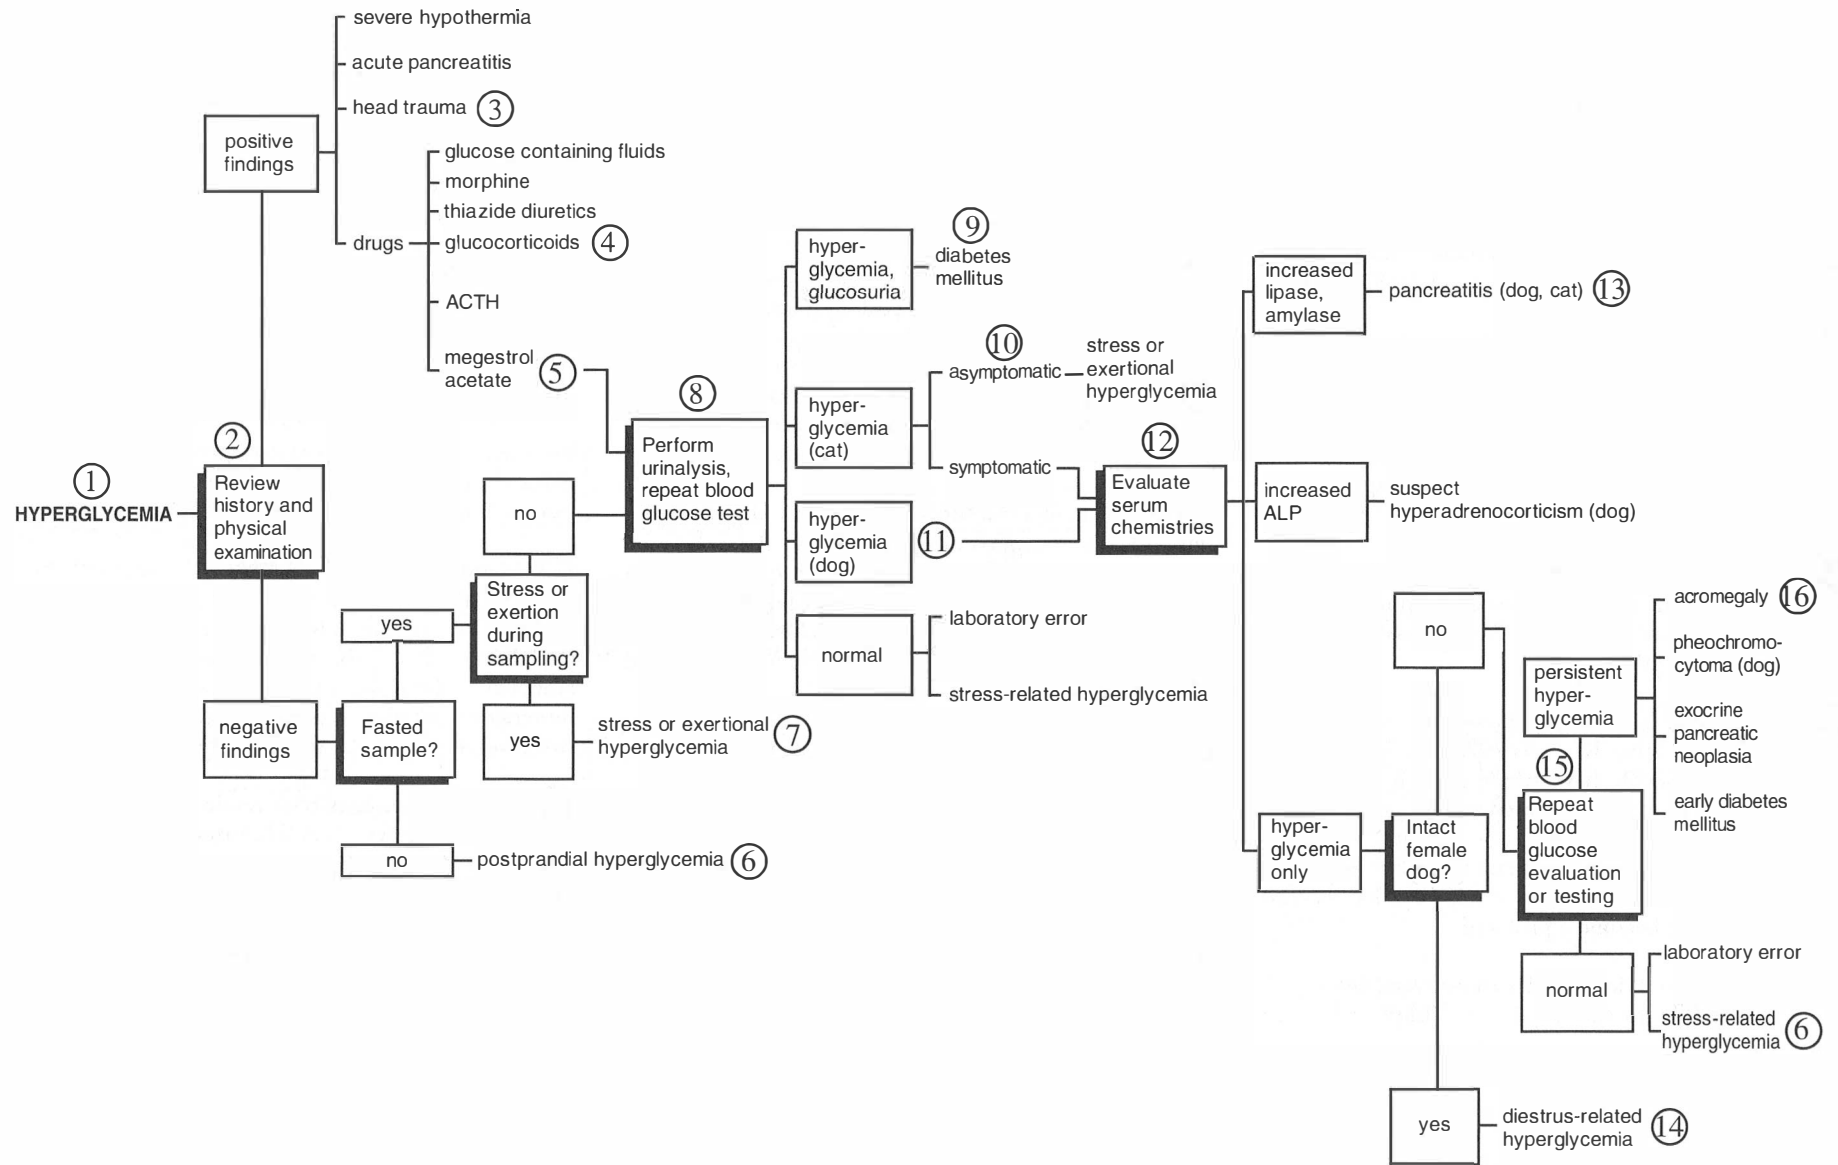 severe hypothermia
acute pancreatitis
head trauma 3
positive
findings
drugs
glucose containing fluids
morphine
thiazide diuretics
glucocorticoids 4
ACTH
megestrol
acetate 5
1
HYPERGLYCEMIA
2
Review
history and
physical
examination
negative
findings
Fasted
sample?
yes
no
postprandial hyperglycemia 6
Stress or
exertion
during
sampling?
no
yes
stress or exertional
hyperglycemia 7
8
Perform
urinalysis,
repeat blood
glucose test
hyper-
glycemia,
glucosuria
9
diabetes
mellitus
hyper-
glycemia
(cat)
10
asymptomatic
stress or
exertional
hyperglycemia
symptomatic
hyper-
glycemia
(dog)
11
normal
laboratory error
stress-related hyperglycemia
12
Evaluate
serum
chemistries
increased
lipase,
amylase
pancreatitis (dog, cat) 13
increased
ALP
suspect
hyperadrenocorticism (dog)
hyper-
glycemia
only
Intact
female
dog?
no
yes
diestrus-related
hyperglycemia 14
15
Repeat
blood
glucose
evaluation
or testing
persistent
hyper-
glycemia
acromegaly 16
pheochromo-
cytoma (dog)
exocrine
pancreatic
neoplasia
early diabetes
mellitus
normal
laboratory error
stress-related
hyperglycemia 6